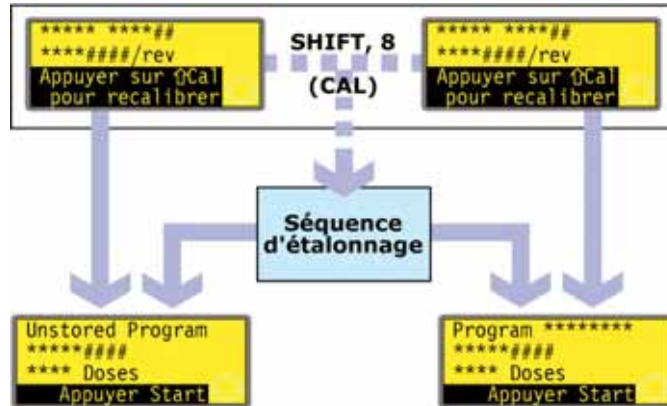 ***** ****##
****####/rev
Appuyer sur ⇧Cal
pour recalibrer
SHIFT, 8
(CAL)
***** ****##
****####/rev
Appuyer sur ⇧Cal
pour recalibrer
Séquence
d'étalonnage
Unstored Program
*****####
**** Doses
Appuyer Start
Program ********
*****####
**** Doses
Appuyer Start